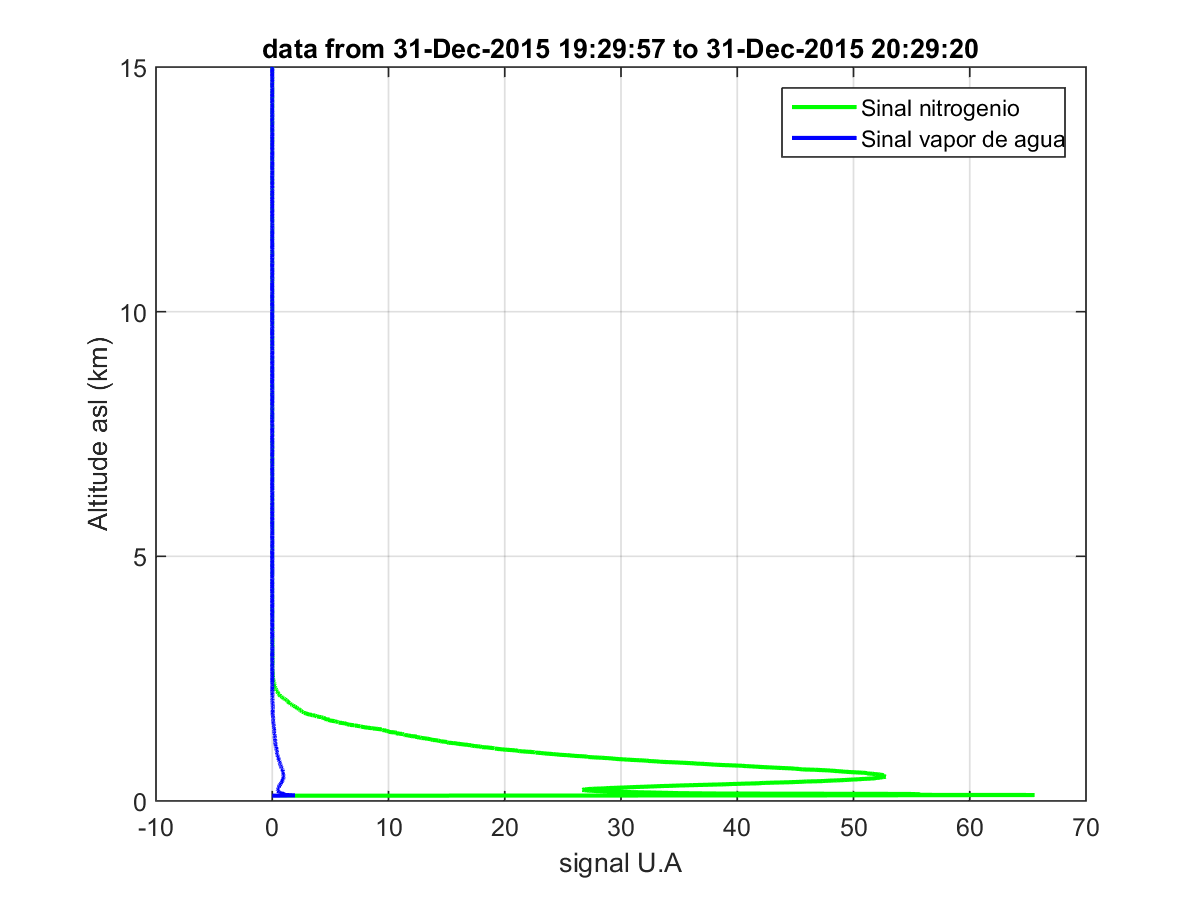 data from 31-Dec-2015 19:29:57 to 31-Dec-2015 20:29:20
Sinal nitrogenio
Sinal vapor de agua
15
10
5
0
Altitude asl (km)
-10 0 10 20 30 40 50 60 70
signal U.A